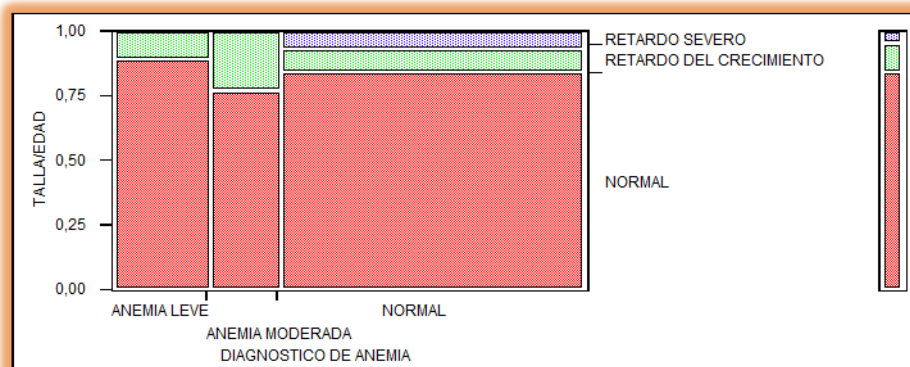 1,00
0,75
0,50
0,25
0,00
TALLA/EDAD
RETARDO SEVERO
RETARDO DEL CRECIMIENTO
NORMAL
ANEMIA LEVE
NORMAL
ANEMIA MODERADA
DIAGNOSTICO DE ANEMIA